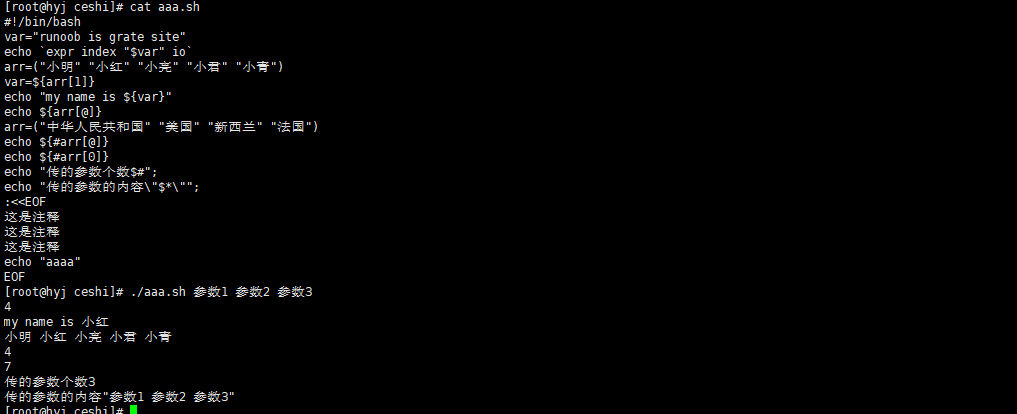 [root@hyj ceshi]# cat aaa.sh
#!/bin/bash
var="runoob is grate site"
echo `expr index "$var" io`
arr=("小明" "小红" "小亮" "小君" "小青")
var=${arr[1]}
echo "my name is ${var}"
echo ${arr[@]}
arr=("中华人民共和国" "美国" "新西兰" "法国")
echo ${#arr[@]}
echo ${#arr[0]}
echo "传的参数个数$#";
echo "传的参数的内容\"$*\"";
:<<EOF
这是注释
这是注释
这是注释
echo "aaaa"
EOF
[root@hyj ceshi]# ./aaa.sh 参数1 参数2 参数3
4
my name is 小红
小明 小红 小亮 小君 小青
4
7
传的参数个数3
传的参数的内容"参数1 参数2 参数3"
[root@hyj ceshi]#